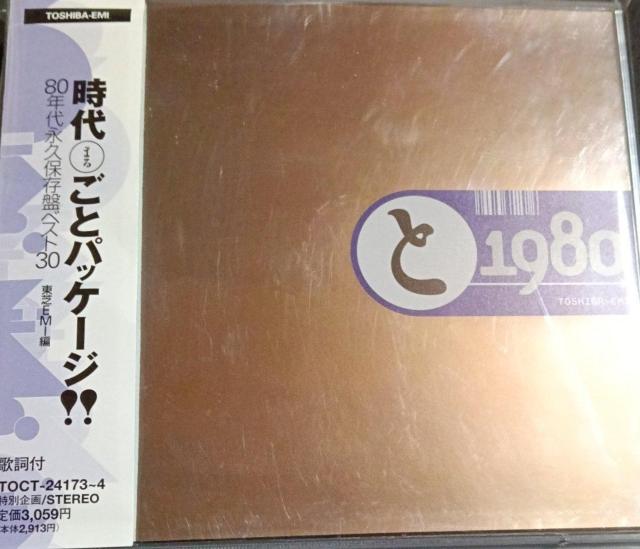 TOSHIBA-EMI
時代まるごとパッケージ!!
80年代永久保存盤ベスト30
東芝EMI編
歌詞付
TOCT-24173~4
特別企画/STEREO
定価3,059円
(本体2,913円)
と
1980
TOSHIBA-EMI